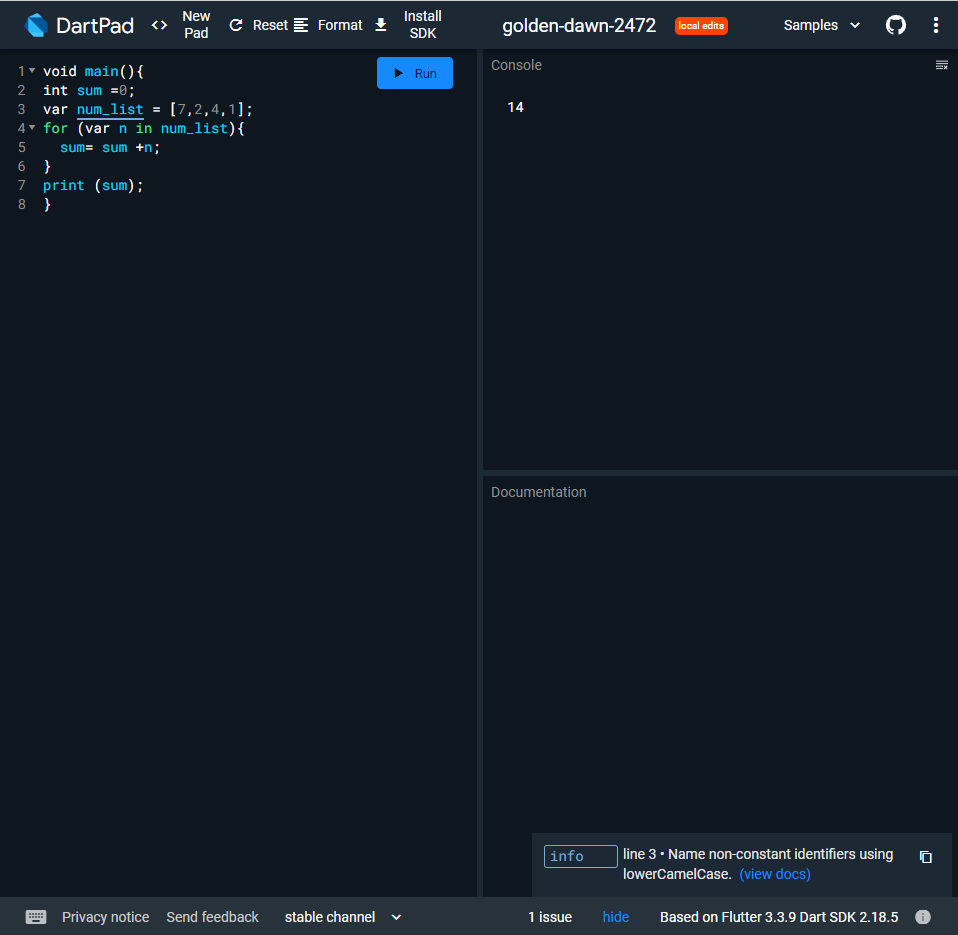 DartPad <> New Pad Reset Format Install SDK golden-dawn-2472 local edits Samples
1 void main(){
2 int sum =0;
3 var num_list = [7,2,4,1];
4 for (var n in num_list){
5   sum= sum +n;
6 }
7 print (sum);
8 }
Run
Console
14
Documentation
info line 3 • Name non-constant identifiers using
lowerCamelCase. (view docs)
Privacy notice Send feedback stable channel 1 issue hide Based on Flutter 3.3.9 Dart SDK 2.18.5